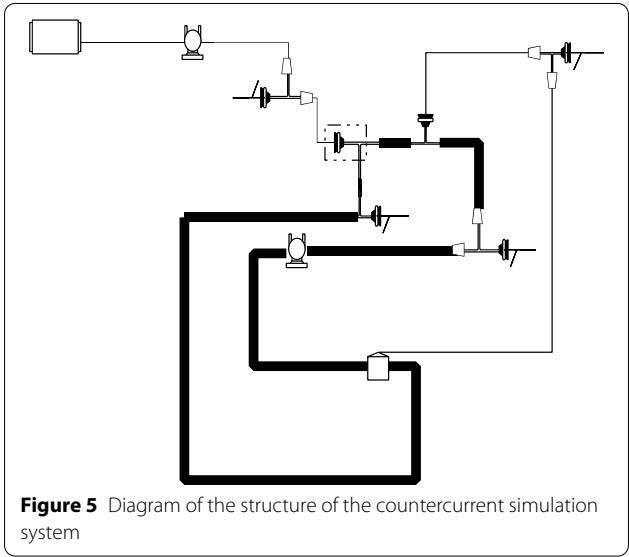 Figure 5 Diagram of the structure of the countercurrent simulation
system